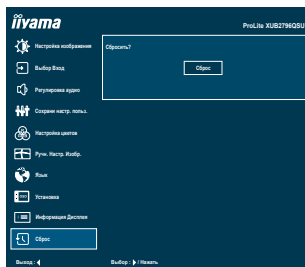 iiyama
ProLite XUB2796QSU
Настройка изображения
Сбросить?
Сброс
Выбор Вход
Регулировка аудио
Сохрани настр. польз.
Настройка цветов
Ручн. Настр. Изобр.
Язык
Установка
Информация Дисплея
Сброс
Выход :
Выбор : / Нажать